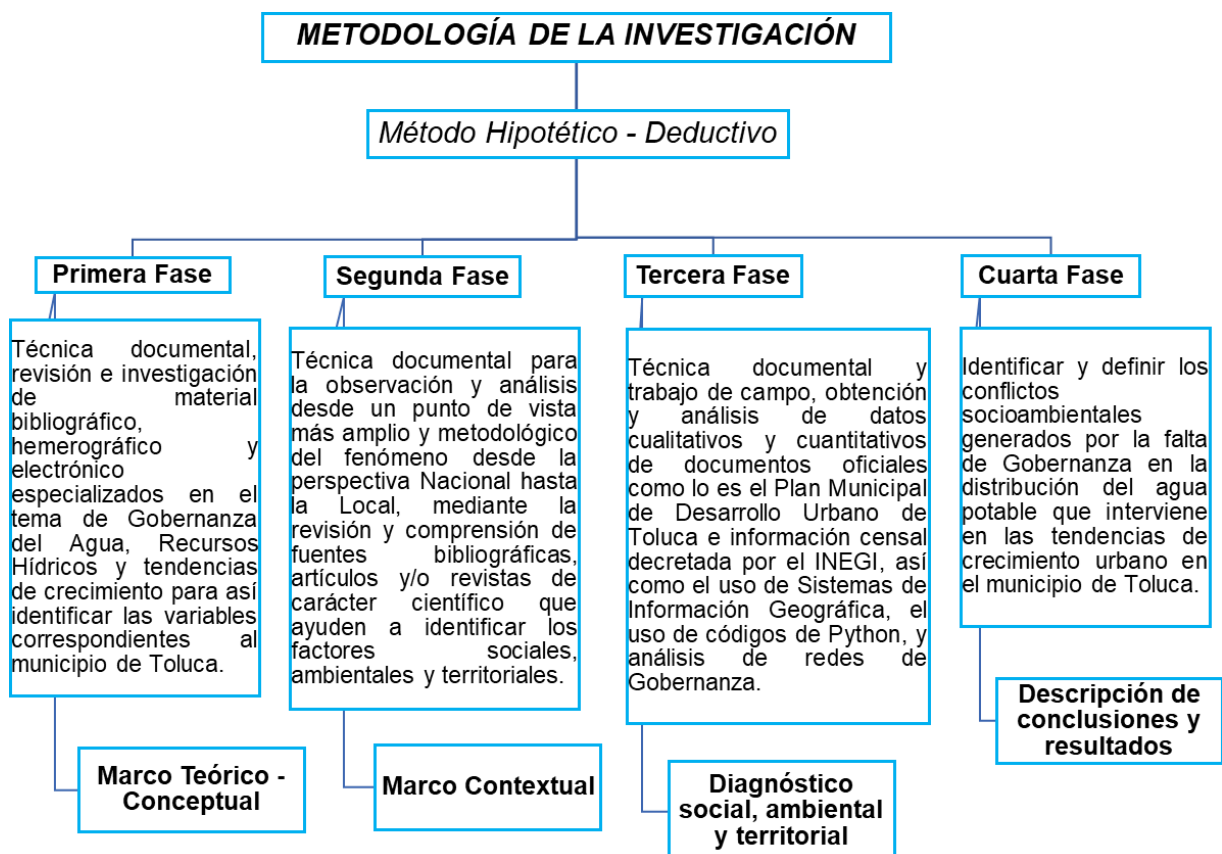 METODOLOGÍA DE LA INVESTIGACIÓN
Método Hipotético - Deductivo
Primera Fase
Técnica documental,
revisión e investigación
de material
bibliográfico,
hemerográfico y
electrónico
especializados en el
tema de Gobernanza
del Agua, Recursos
Hídricos y tendencias
de crecimiento para así
identificar las variables
correspondientes al
municipio de Toluca.
Marco Teórico -
Conceptual
Segunda Fase
Técnica documental para
la observación y análisis
desde un punto de vista
más amplio y metodológico
del fenómeno desde la
perspectiva Nacional hasta
la Local, mediante la
revisión y comprensión de
fuentes bibliográficas,
artículos y/o revistas de
carácter científico que
ayuden a identificar los
factores sociales,
ambientales y territoriales.
Marco Contextual
Tercera Fase
Técnica documental y
trabajo de campo, obtención
y análisis de datos
cualitativos y cuantitativos
de documentos oficiales
como lo es el Plan Municipal
de Desarrollo Urbano de
Toluca e información censal
decretada por el INEGI, así
como el uso de Sistemas de
Información Geográfica, el
uso de códigos de Python, y
análisis de redes de
Gobernanza.
Diagnóstico
social, ambiental
y territorial
Cuarta Fase
Identificar y definir los
conflictos
socioambientales
generados por la falta
de Gobernanza en la
distribución del agua
potable que interviene
en las tendencias de
crecimiento urbano en
el municipio de Toluca.
Descripción de
conclusiones y
resultados